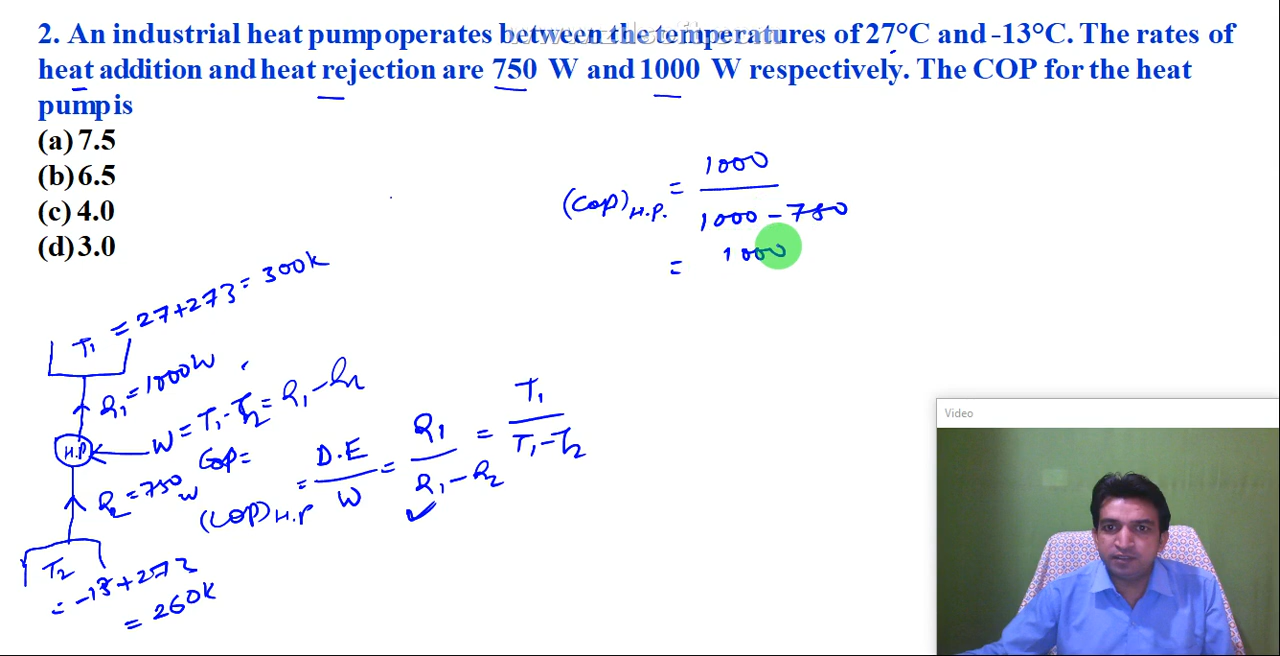 2. An industrial heat pump operates between the temperatures of 27°C and -13°C. The rates of
heat addition and heat rejection are 750 W and 1000 W respectively. The COP for the heat
pump is
(a) 7.5
(b) 6.5
(c) 4.0
(d) 3.0
(COP)H.P. = 1000 / 1000 - 750
= 1000
T1 = 27+273 = 300k
Q1 = 1000W
H.P
W = T1-T2 = Q1-Q2
COP =
(COP)H.P = D.E / W = Q1 / Q1-Q2 = T1 / T1-T2
Q2 = 750 W
T2
= -13+273
= 260k
Video